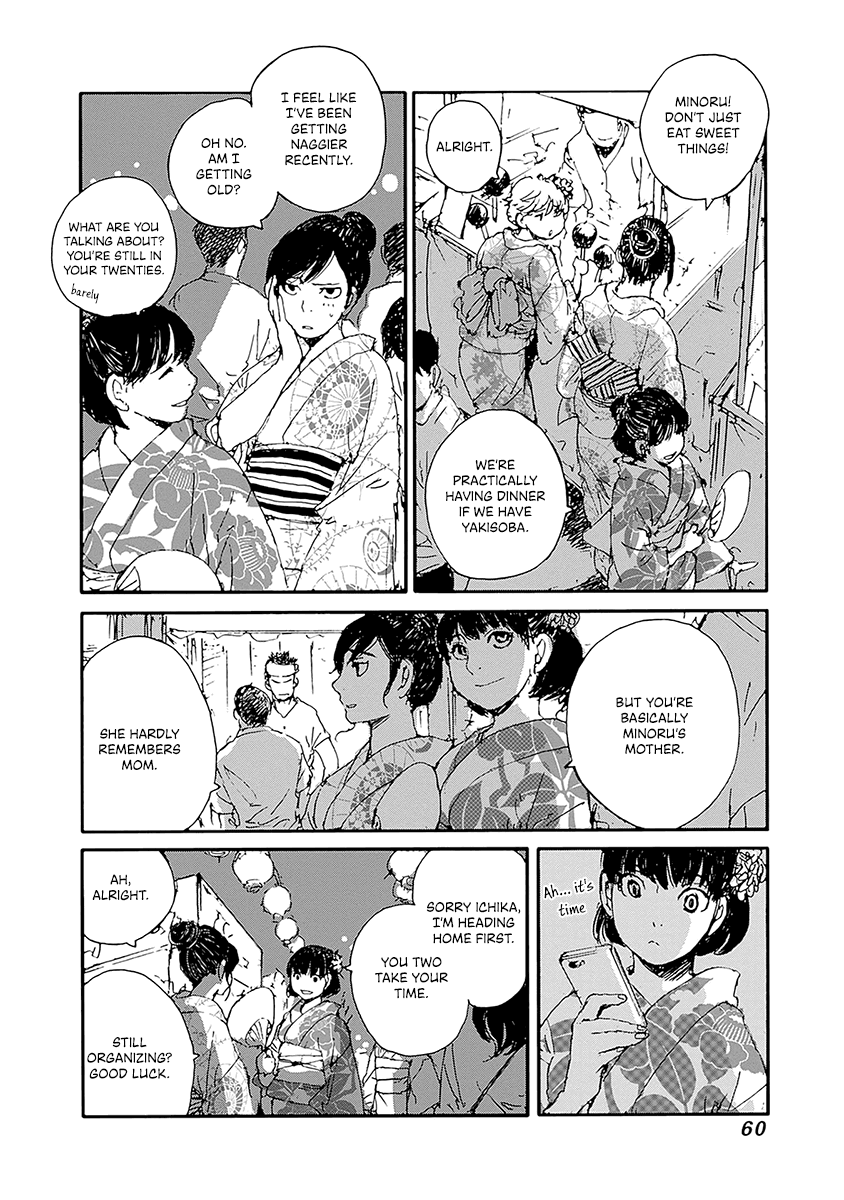 MINORU!
DON'T JUST
EAT SWEET
THINGS!
ALRIGHT.
WE'RE
PRACTICALLY
HAVING DINNER
IF WE HAVE
YAKISOBA.
I FEEL LIKE
I'VE BEEN
GETTING
NAGGIER
RECENTLY.
OH NO.
AM I
GETTING
OLD?
WHAT ARE YOU
TALKING ABOUT?
YOU'RE STILL IN
YOUR TWENTIES.
barely
BUT YOU'RE
BASICALLY
MINORU'S
MOTHER.
SHE HARDLY
REMEMBERS
MOM.
Ah... it's
time
SORRY ICHIKA,
I'M HEADING
HOME FIRST.
YOU TWO
TAKE YOUR
TIME.
AH,
ALRIGHT.
STILL
ORGANIZING?
GOOD LUCK.
60